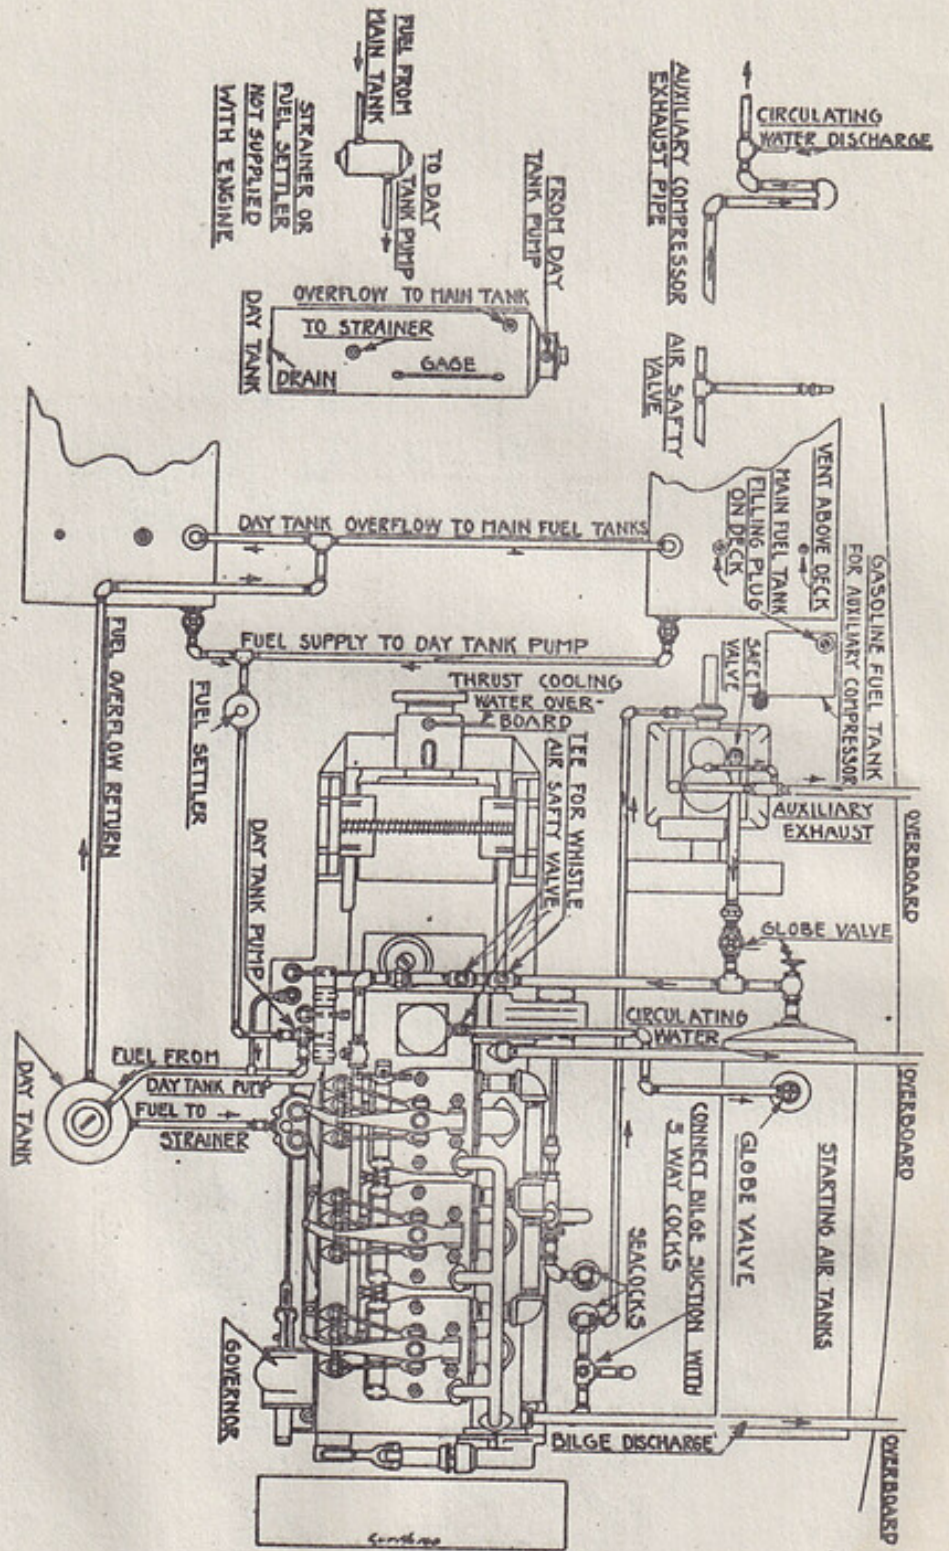 FUEL FROM
MAIN TANK
TO DAY
TANK PUMP
STRAINER OR
FUEL SETTLER
NOT SUPPLIED
WITH ENGINE
FROM DAY
TANK PUMP
OVERFLOW TO MAIN TANK
TO STRAINER
GAGE
DRAIN
DAY TANK
CIRCULATING
WATER DISCHARGE
AUXILIARY COMPRESSOR
EXHAUST PIPE
AIR SAFTY
VALVE
VENT ABOVE DECK
MAIN FUEL TANK
FILLING PLUG
ON DECK
GASOLINE FUEL TANK
FOR AUXILIARY COMPRESSOR
SAFETY
VALVE
DAY TANK OVERFLOW TO MAIN FUEL TANKS
FUEL SUPPLY TO DAY TANK PUMP
FUEL OVERFLOW RETURN
FUEL SETTLER
THRUST COOLING
WATER OVER-
BOARD
TEE FOR WHISTLE
AIR SAFTY VALVE
AUXILIARY
EXHAUST
OVERBOARD
GLOBE VALVE
DAY TANK PUMP
CIRCULATING
WATER
FUEL FROM
DAY TANK PUMP
FUEL TO
STRAINER
DAY TANK
OVERBOARD
GLOBE VALVE
STARTING AIR TANKS
CONNECT BILGE SUCTION WITH
3 WAY COCKS
SEACOCKS
GOVERNOR
BILGE DISCHARGE
OVERBOARD